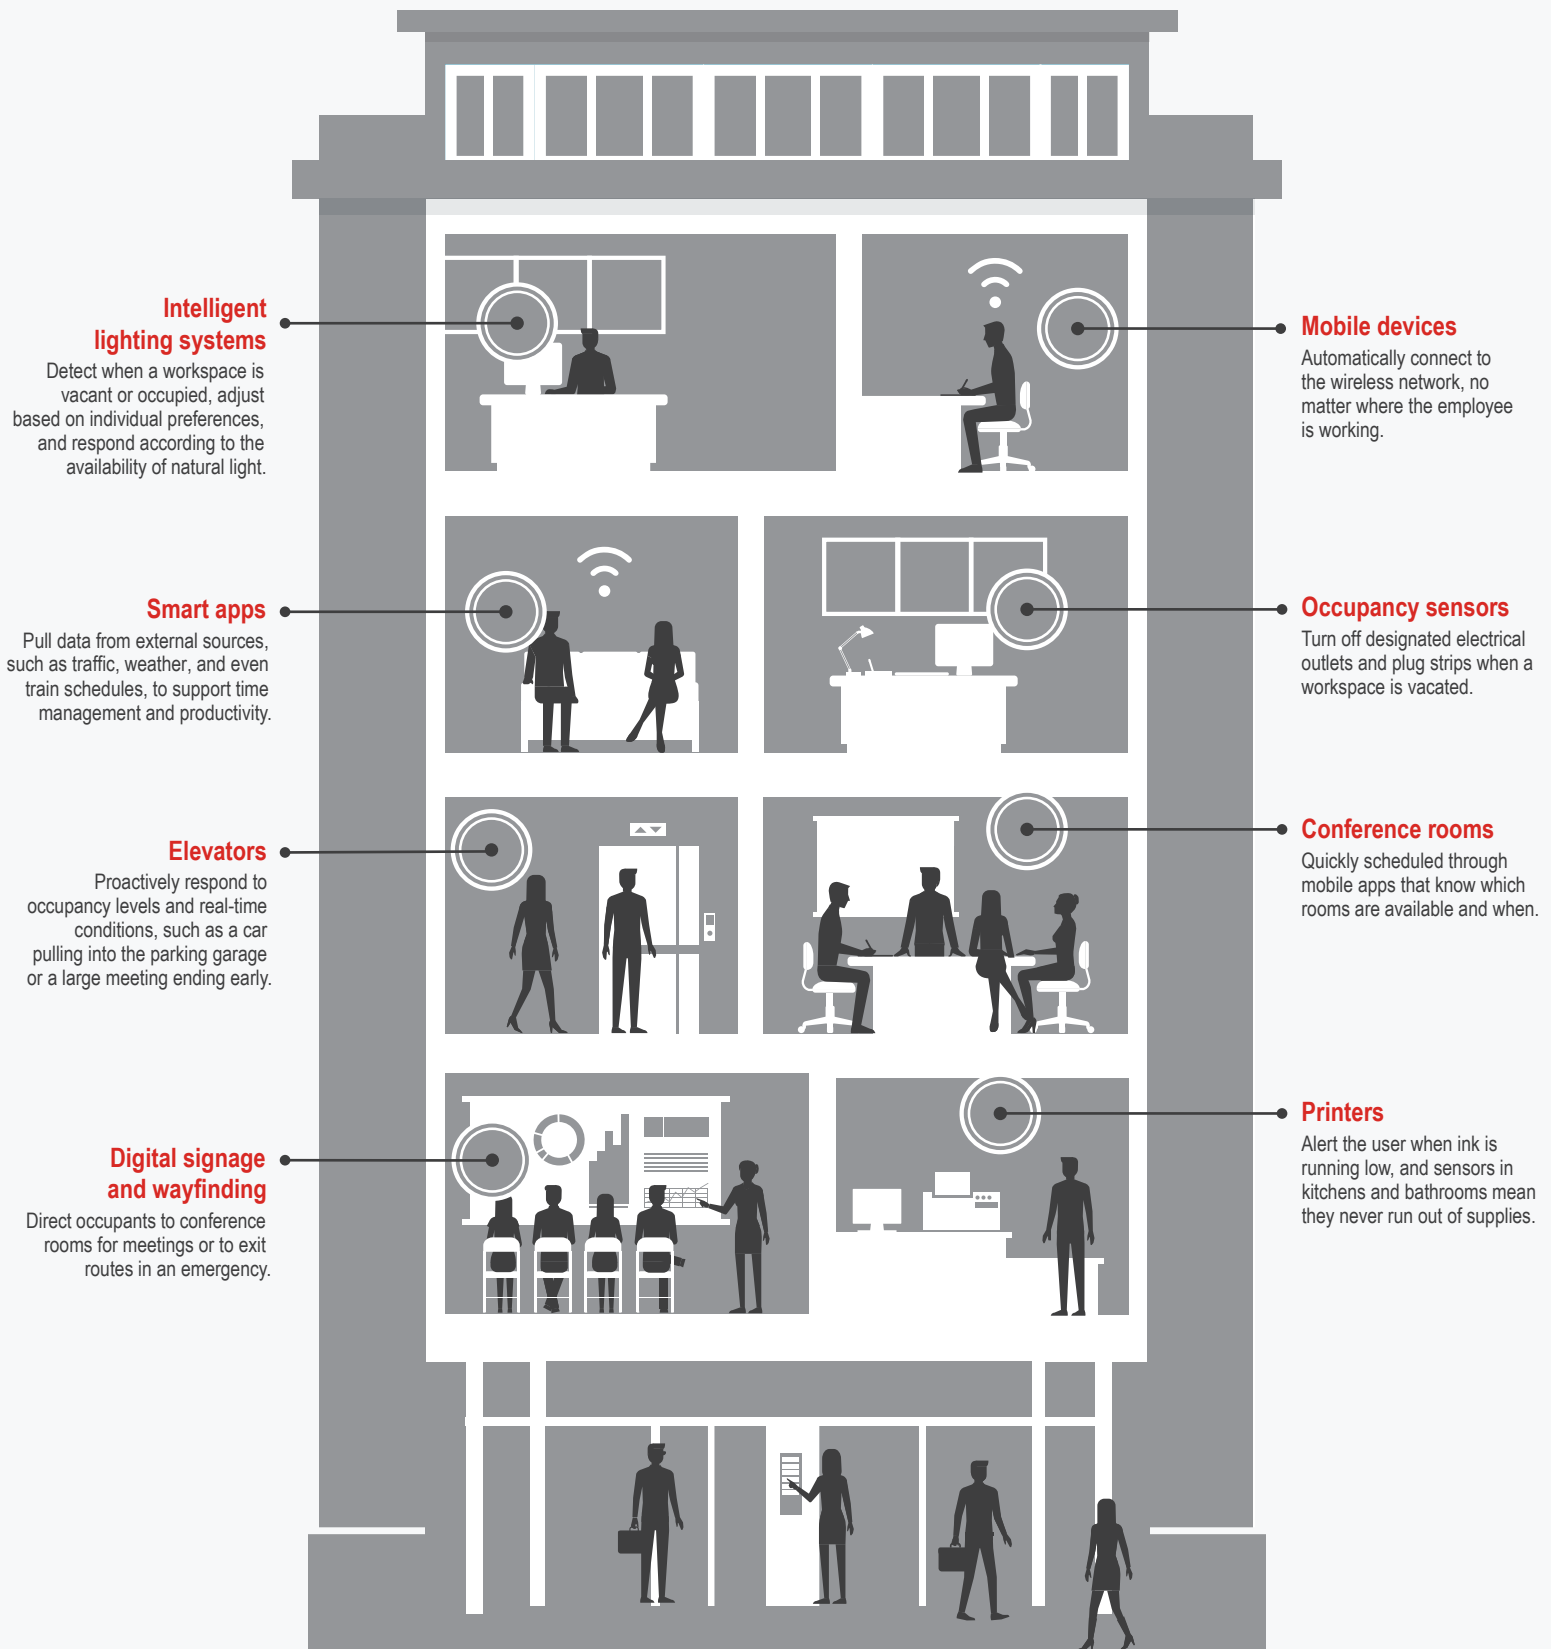 Intelligent
lighting systems
Detect when a workspace is
vacant or occupied, adjust
based on individual preferences,
and respond according to the
availability of natural light.
Mobile devices
Automatically connect to
the wireless network, no
matter where the employee
is working.
Smart apps
Pull data from external sources,
such as traffic, weather, and even
train schedules, to support time
management and productivity.
Occupancy sensors
Turn off designated electrical
outlets and plug strips when a
workspace is vacated.
Elevators
Proactively respond to
occupancy levels and real-time
conditions, such as a car
pulling into the parking garage
or a large meeting ending early.
Conference rooms
Quickly scheduled through
mobile apps that know which
rooms are available and when.
Digital signage
and wayfinding
Direct occupants to conference
rooms for meetings or to exit
routes in an emergency.
Printers
Alert the user when ink is
running low, and sensors in
kitchens and bathrooms mean
they never run out of supplies.